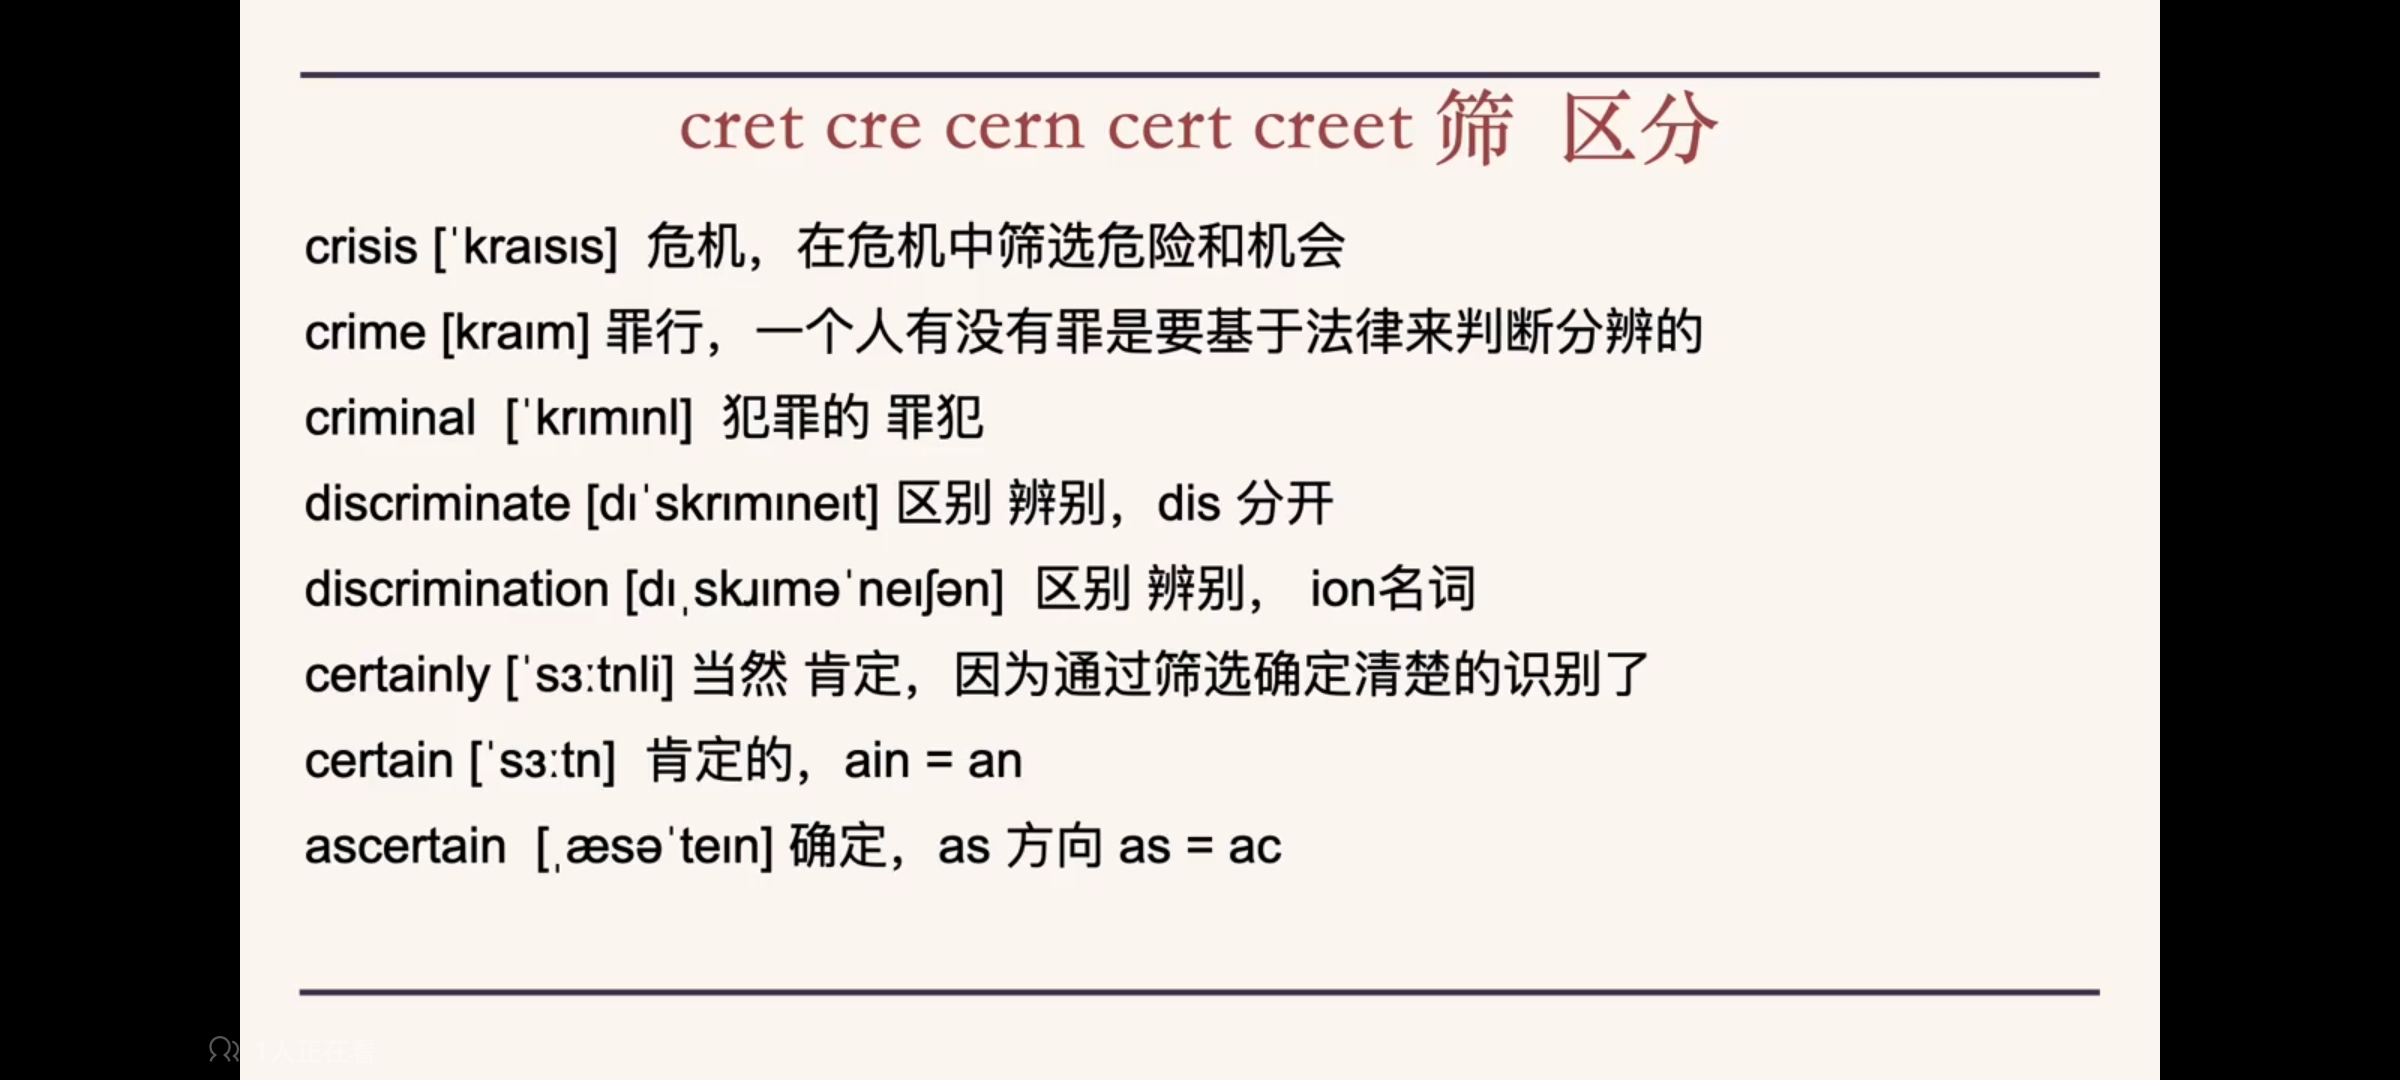 cret cre cern cert creet 筛 区分
crisis [ˈkraɪsɪs] 危机，在危机中筛选危险和机会
crime [kraɪm] 罪行，一个人有没有罪是要基于法律来判断分辨的
criminal [ˈkrɪmɪnl] 犯罪的 罪犯
discriminate [dɪˈskrɪmɪneɪt] 区别 辨别，dis 分开
discrimination [dɪˌskɹɪməˈneɪʃən] 区别 辨别， ion名词
certainly [ˈsɜːtnli] 当然 肯定，因为通过筛选确定清楚的识别了
certain [ˈsɜːtn] 肯定的，ain = an
ascertain [ˌæsəˈteɪn] 确定，as 方向 as = ac
人正在看